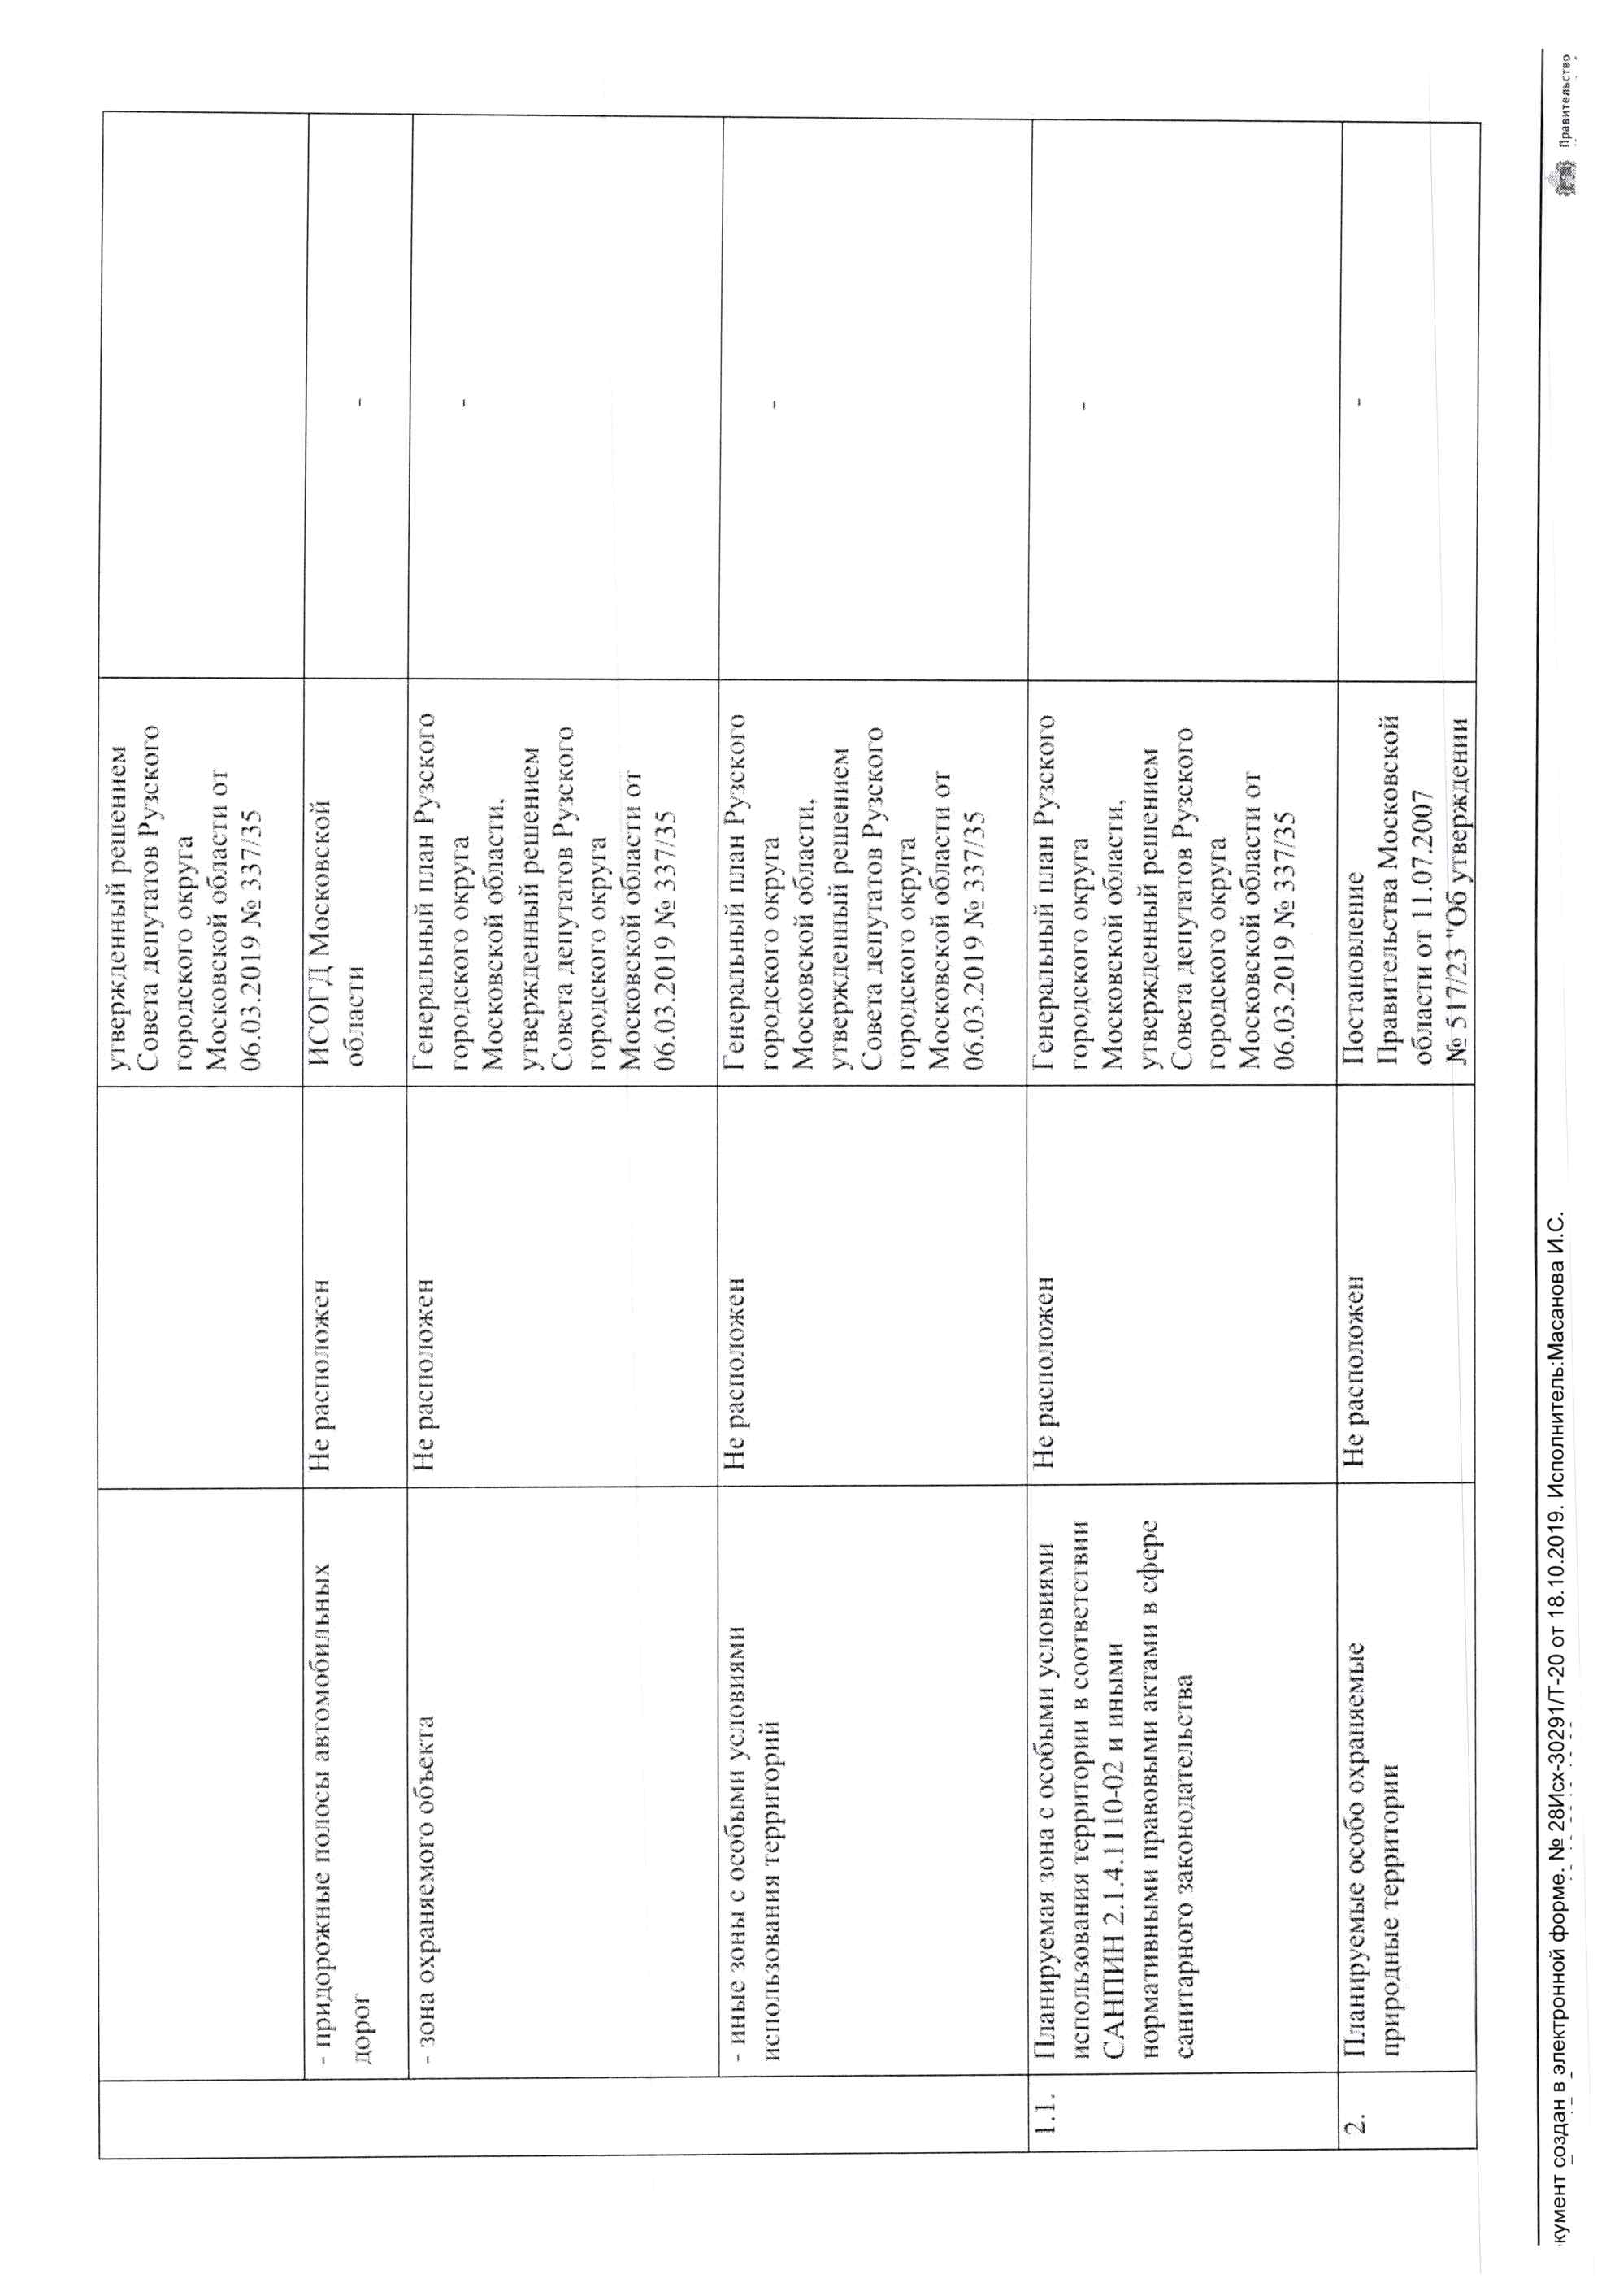 утвержденный решением
Совета депутатов Рузского
городского округа
Московской области от
06.03.2019 № 337/35
- придорожные полосы автомобильных
дорог
Не расположен
ИСОГД Московской
области
-
- зона охраняемого объекта
Не расположен
Генеральный план Рузского
городского округа
Московской области,
утвержденный решением
Совета депутатов Рузского
городского округа
Московской области от
06.03.2019 № 337/35
-
- иные зоны с особыми условиями
использования территорий
Не расположен
Генеральный план Рузского
городского округа
Московской области,
утвержденный решением
Совета депутатов Рузского
городского округа
Московской области от
06.03.2019 № 337/35
-
1.1.
Планируемая зона с особыми условиями
использования территории в соответствии
САНПИН 2.1.4.1110-02 и иными
нормативными правовыми актами в сфере
санитарного законодательства
Не расположен
Генеральный план Рузского
городского округа
Московской области,
утвержденный решением
Совета депутатов Рузского
городского округа
Московской области от
06.03.2019 № 337/35
-
2.
Планируемые особо охраняемые
природные территории
Не расположен
Постановление
Правительства Московской
области от 11.07.2007
№ 517/23 "Об утверждении
-
кумент создан в электронной форме. № 28Исх-30291/Т-20 от 18.10.2019. Исполнитель:Масанова И.С.
Правительство